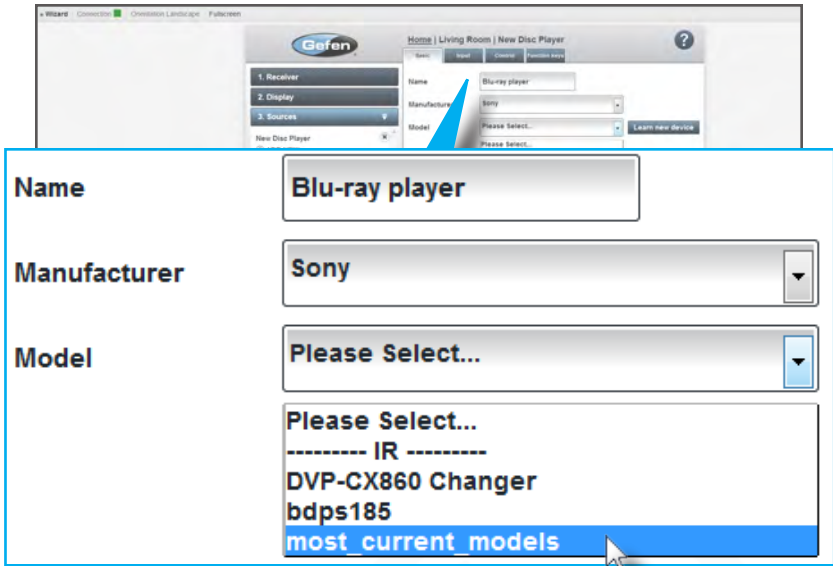 » Wizard Connection Orientation Landscape Fullscreen
Gefen
Home | Living Room | New Disc Player
?
Basic Input Control Function keys
1. Receiver
2. Display
3. Sources
New Disc Player
Name Blu-ray player
Manufacture Sony
Model Please Select... Learn new device
Please Select...
Name Blu-ray player
Manufacturer Sony
Model Please Select...
Please Select...
--------- IR ---------
DVP-CX860 Changer
bdps185
most_current_models